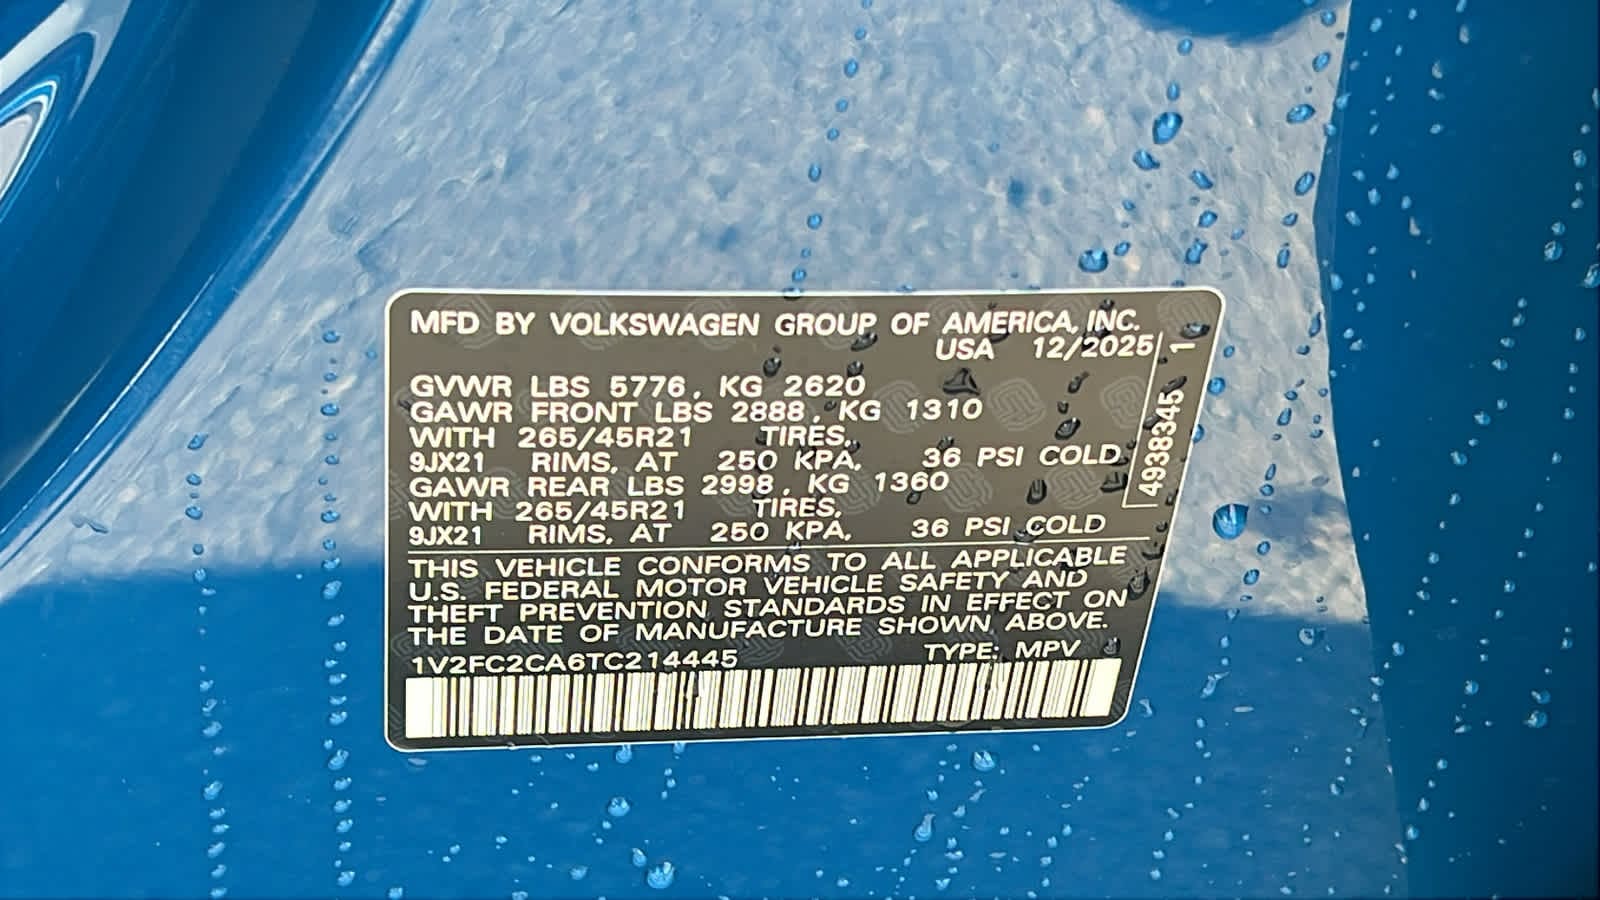 MFD BY VOLKSWAGEN GROUP OF AMERICA, INC.
USA 12/2025
GVWR LBS 5776, KG 2620
GAWR FRONT LBS 2888, KG 1310
WITH 265/45R21 TIRES,
9JX21 RIMS, AT 250 KPA, 36 PSI COLD
GAWR REAR LBS 2998, KG 1360
WITH 265/45R21 TIRES,
9JX21 RIMS, AT 250 KPA, 36 PSI COLD
4938345 1
THIS VEHICLE CONFORMS TO ALL APPLICABLE
U.S. FEDERAL MOTOR VEHICLE SAFETY AND
THEFT PREVENTION STANDARDS IN EFFECT ON
THE DATE OF MANUFACTURE SHOWN ABOVE.
1V2FC2CA6TC214445 TYPE: MPV